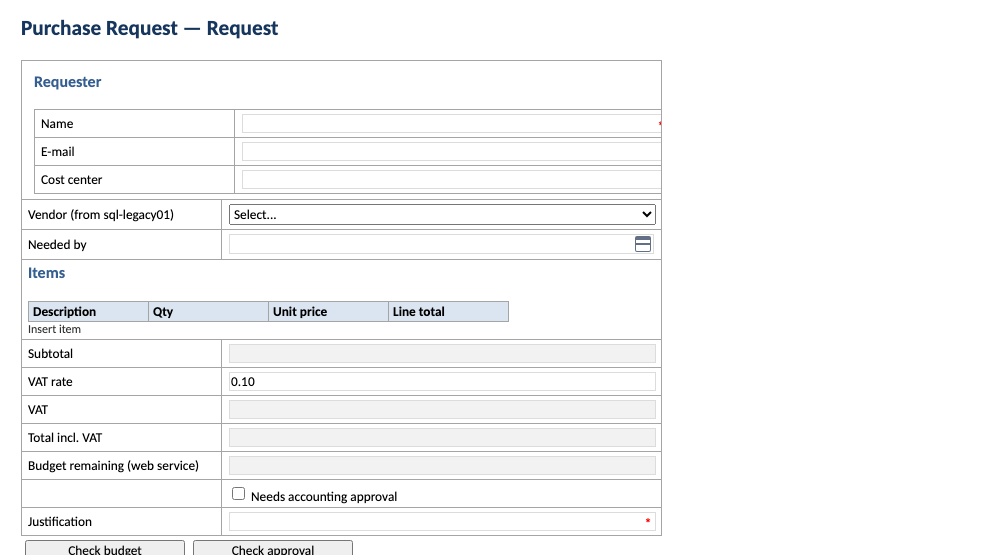 Purchase Request — Request
Requester
Name *
E-mail
Cost center
Vendor (from sql-legacy01) Select...
Needed by
Items
Description Qty Unit price Line total
Insert item
Subtotal
VAT rate 0.10
VAT
Total incl. VAT
Budget remaining (web service)
Needs accounting approval
Justification *
Check budget Check approval